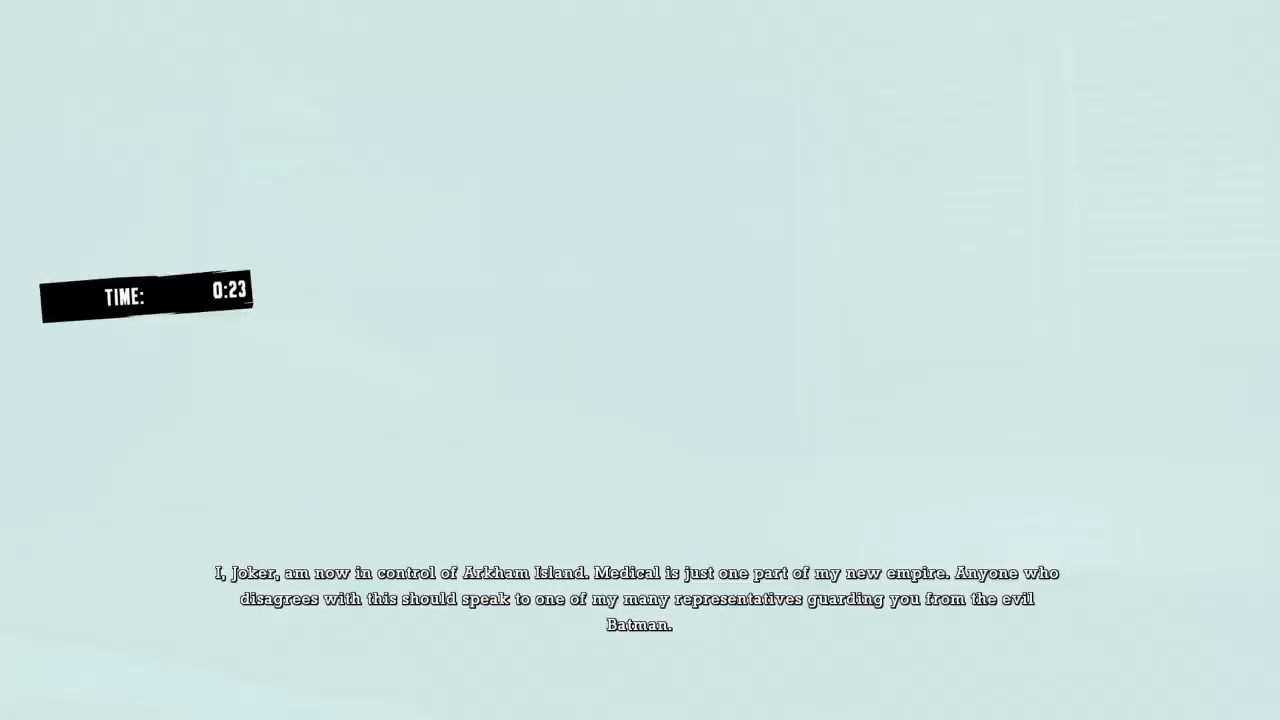 TIME: 0:23
I, Joker, am now in control of Arkham Island. Medical is just one part of my new empire. Anyone who
disagrees with this should speak to one of my many representatives guarding you from the evil
Batman.